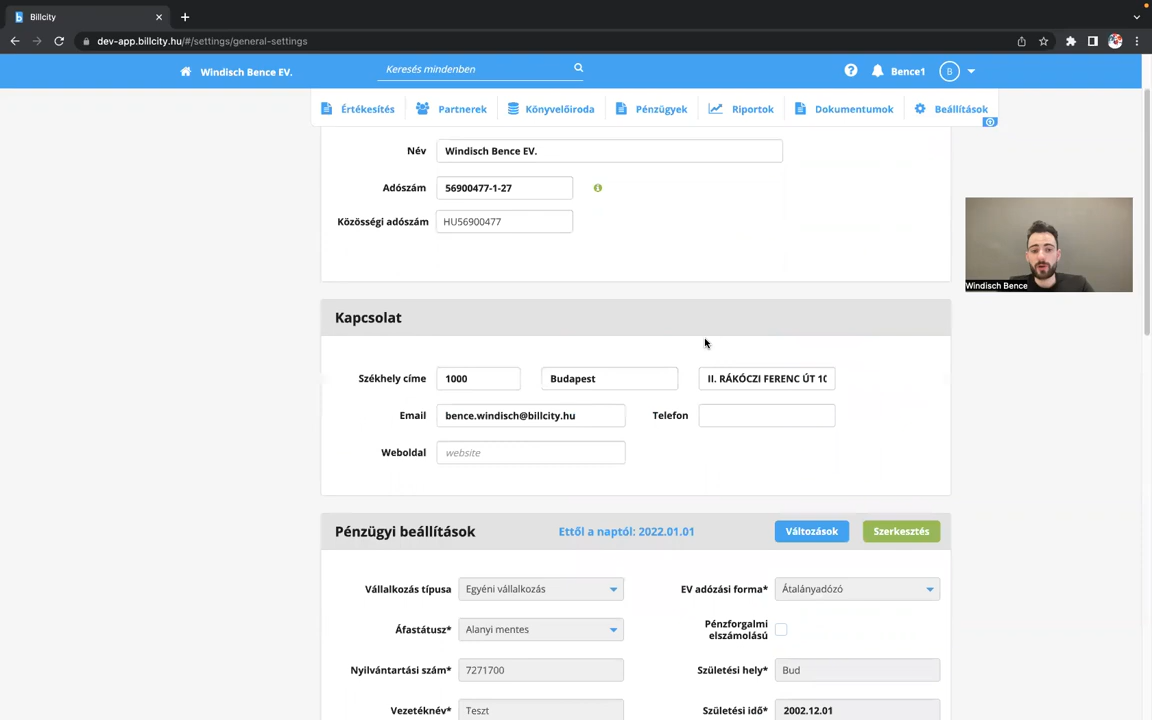 Billcity
dev-app.billcity.hu/#/settings/general-settings
Windisch Bence EV.
Keresés mindenben
Bence1
B
Értékesítés
Partnerek
Könyvelőiroda
Pénzügyek
Riportok
Dokumentumok
Beállítások
Név
Windisch Bence EV.
Adószám
56900477-1-27
Közösségi adószám
HU56900477
Windisch Bence
Kapcsolat
Székhely címe
1000
Budapest
II. RÁKÓCZI FERENC ÚT 10
Email
bence.windisch@billcity.hu
Telefon
Weboldal
website
Pénzügyi beállítások
Ettől a naptól: 2022.01.01
Változások
Szerkesztés
Vállalkozás típusa
Egyéni vállalkozás
EV adózási forma*
Átalányadózó
Áfastátusz*
Alanyi mentes
Pénzforgalmi
elszámolású
Nyilvántartási szám*
7271700
Születési hely*
Bud
Vezetéknév*
Teszt
Születési idő*
2002.12.01